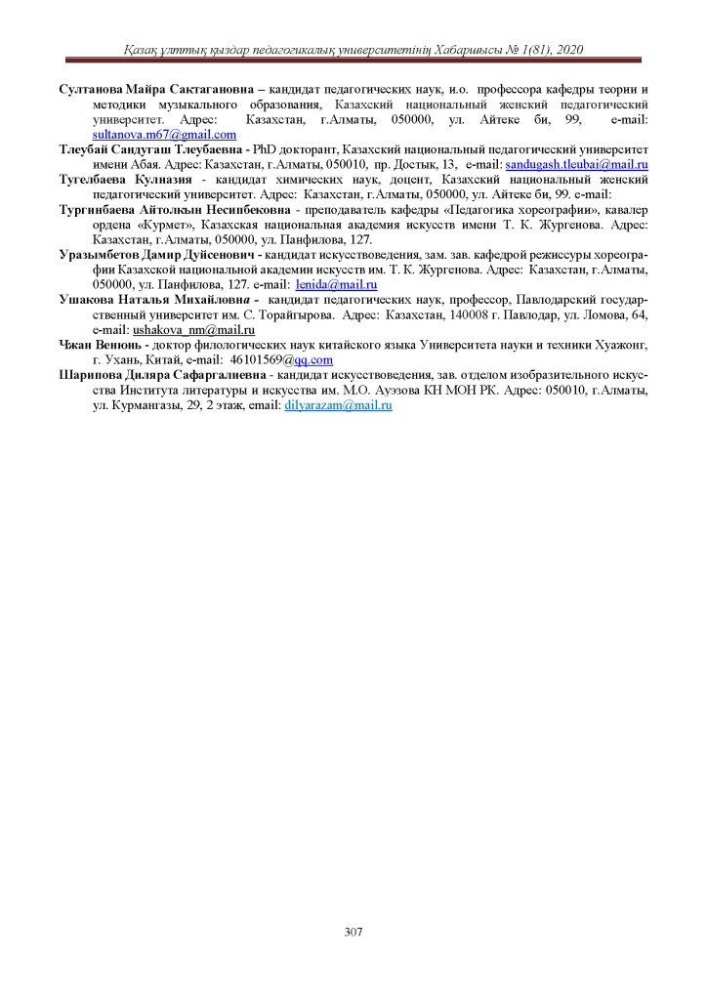 Қазақ ұлттық қыздар педагогикалық университетінің Хабаршысы № 1(81), 2020
Султанова Майра Сактагановна – кандидат педагогических наук, и.о. профессора кафедры теории и
методики музыкального образования, Казахский национальный женский педагогический
университет. Адрес: Казахстан, г.Алматы, 050000, ул. Айтеке би, 99, e-mail:
sultanova.m67@gmail.com
Тлеубай Сандугаш Тлеубаевна - PhD докторант, Казахский национальный педагогический университет
имени Абая. Адрес: Казахстан, г.Алматы, 050010, пр. Достык, 13, e-mail: sandugash.tleubai@mail.ru
Тугелбаева Кулназия - кандидат химических наук, доцент, Казахский национальный женский
педагогический университет. Адрес: Казахстан, г.Алматы, 050000, ул. Айтеке би, 99. e-mail:
Тургинбаева Айтолкын Несипбековна - преподаватель кафедры «Педагогика хореографии», кавалер
ордена «Курмет», Казахская национальная академия искусств имени Т. К. Жургенова. Адрес:
Казахстан, г.Алматы, 050000, ул. Панфилова, 127.
Уразымбетов Дамир Дуйсенович - кандидат искусствоведения, зам. зав. кафедрой режиссуры хореогра-
фии Казахской национальной академии искусств им. Т. К. Жургенова. Адрес: Казахстан, г.Алматы,
050000, ул. Панфилова, 127. e-mail: lenida@mail.ru
Ушакова Наталья Михайловна - кандидат педагогических наук, профессор, Павлодарский государ-
ственный университет им. С. Торайгырова. Адрес: Казахстан, 140008 г. Павлодар, ул. Ломова, 64,
e-mail: ushakova_nm@mail.ru
Чжан Венюнь - доктор филологических наук китайского языка Университета науки и техники Хуажонг,
г. Ухань, Китай, e-mail: 46101569@qq.com
Шарипова Диляра Сафаргалиевна - кандидат искусствоведения, зав. отделом изобразительного искус-
ства Института литературы и искусства им. М.О. Ауэзова КН МОН РК. Адрес: 050010, г.Алматы,
ул. Курмангазы, 29, 2 этаж, email: dilyarazam@mail.ru
307